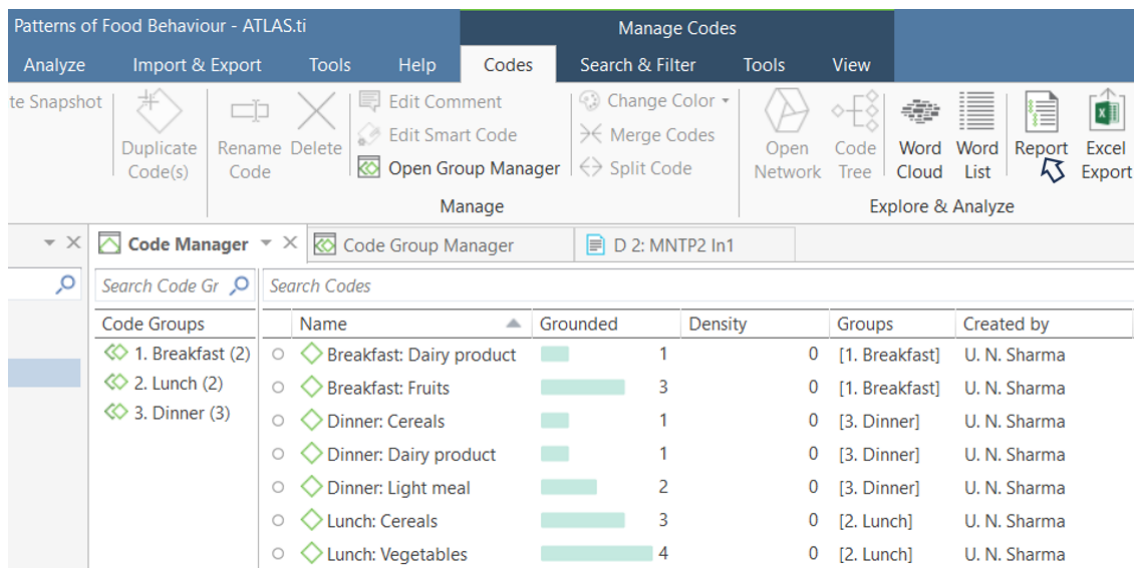 Patterns of Food Behaviour - ATLAS.ti
Manage Codes
Analyze Import & Export Tools Help Codes Search & Filter Tools View
te Snapshot
Duplicate Code(s)
Rename Code
Delete
Edit Comment
Edit Smart Code
Open Group Manager
Change Color
Merge Codes
Split Code
Open Network
Code Tree
Word Cloud
Word List
Report
Excel Export
Manage
Explore & Analyze
Code Manager
Code Group Manager
D 2: MNTP2 In1
Search Code Gr
Search Codes
Code Groups
1. Breakfast (2)
2. Lunch (2)
3. Dinner (3)
Name Grounded Density Groups Created by
Breakfast: Dairy product 1 0 [1. Breakfast] U. N. Sharma
Breakfast: Fruits 3 0 [1. Breakfast] U. N. Sharma
Dinner: Cereals 1 0 [3. Dinner] U. N. Sharma
Dinner: Dairy product 1 0 [3. Dinner] U. N. Sharma
Dinner: Light meal 2 0 [3. Dinner] U. N. Sharma
Lunch: Cereals 3 0 [2. Lunch] U. N. Sharma
Lunch: Vegetables 4 0 [2. Lunch] U. N. Sharma